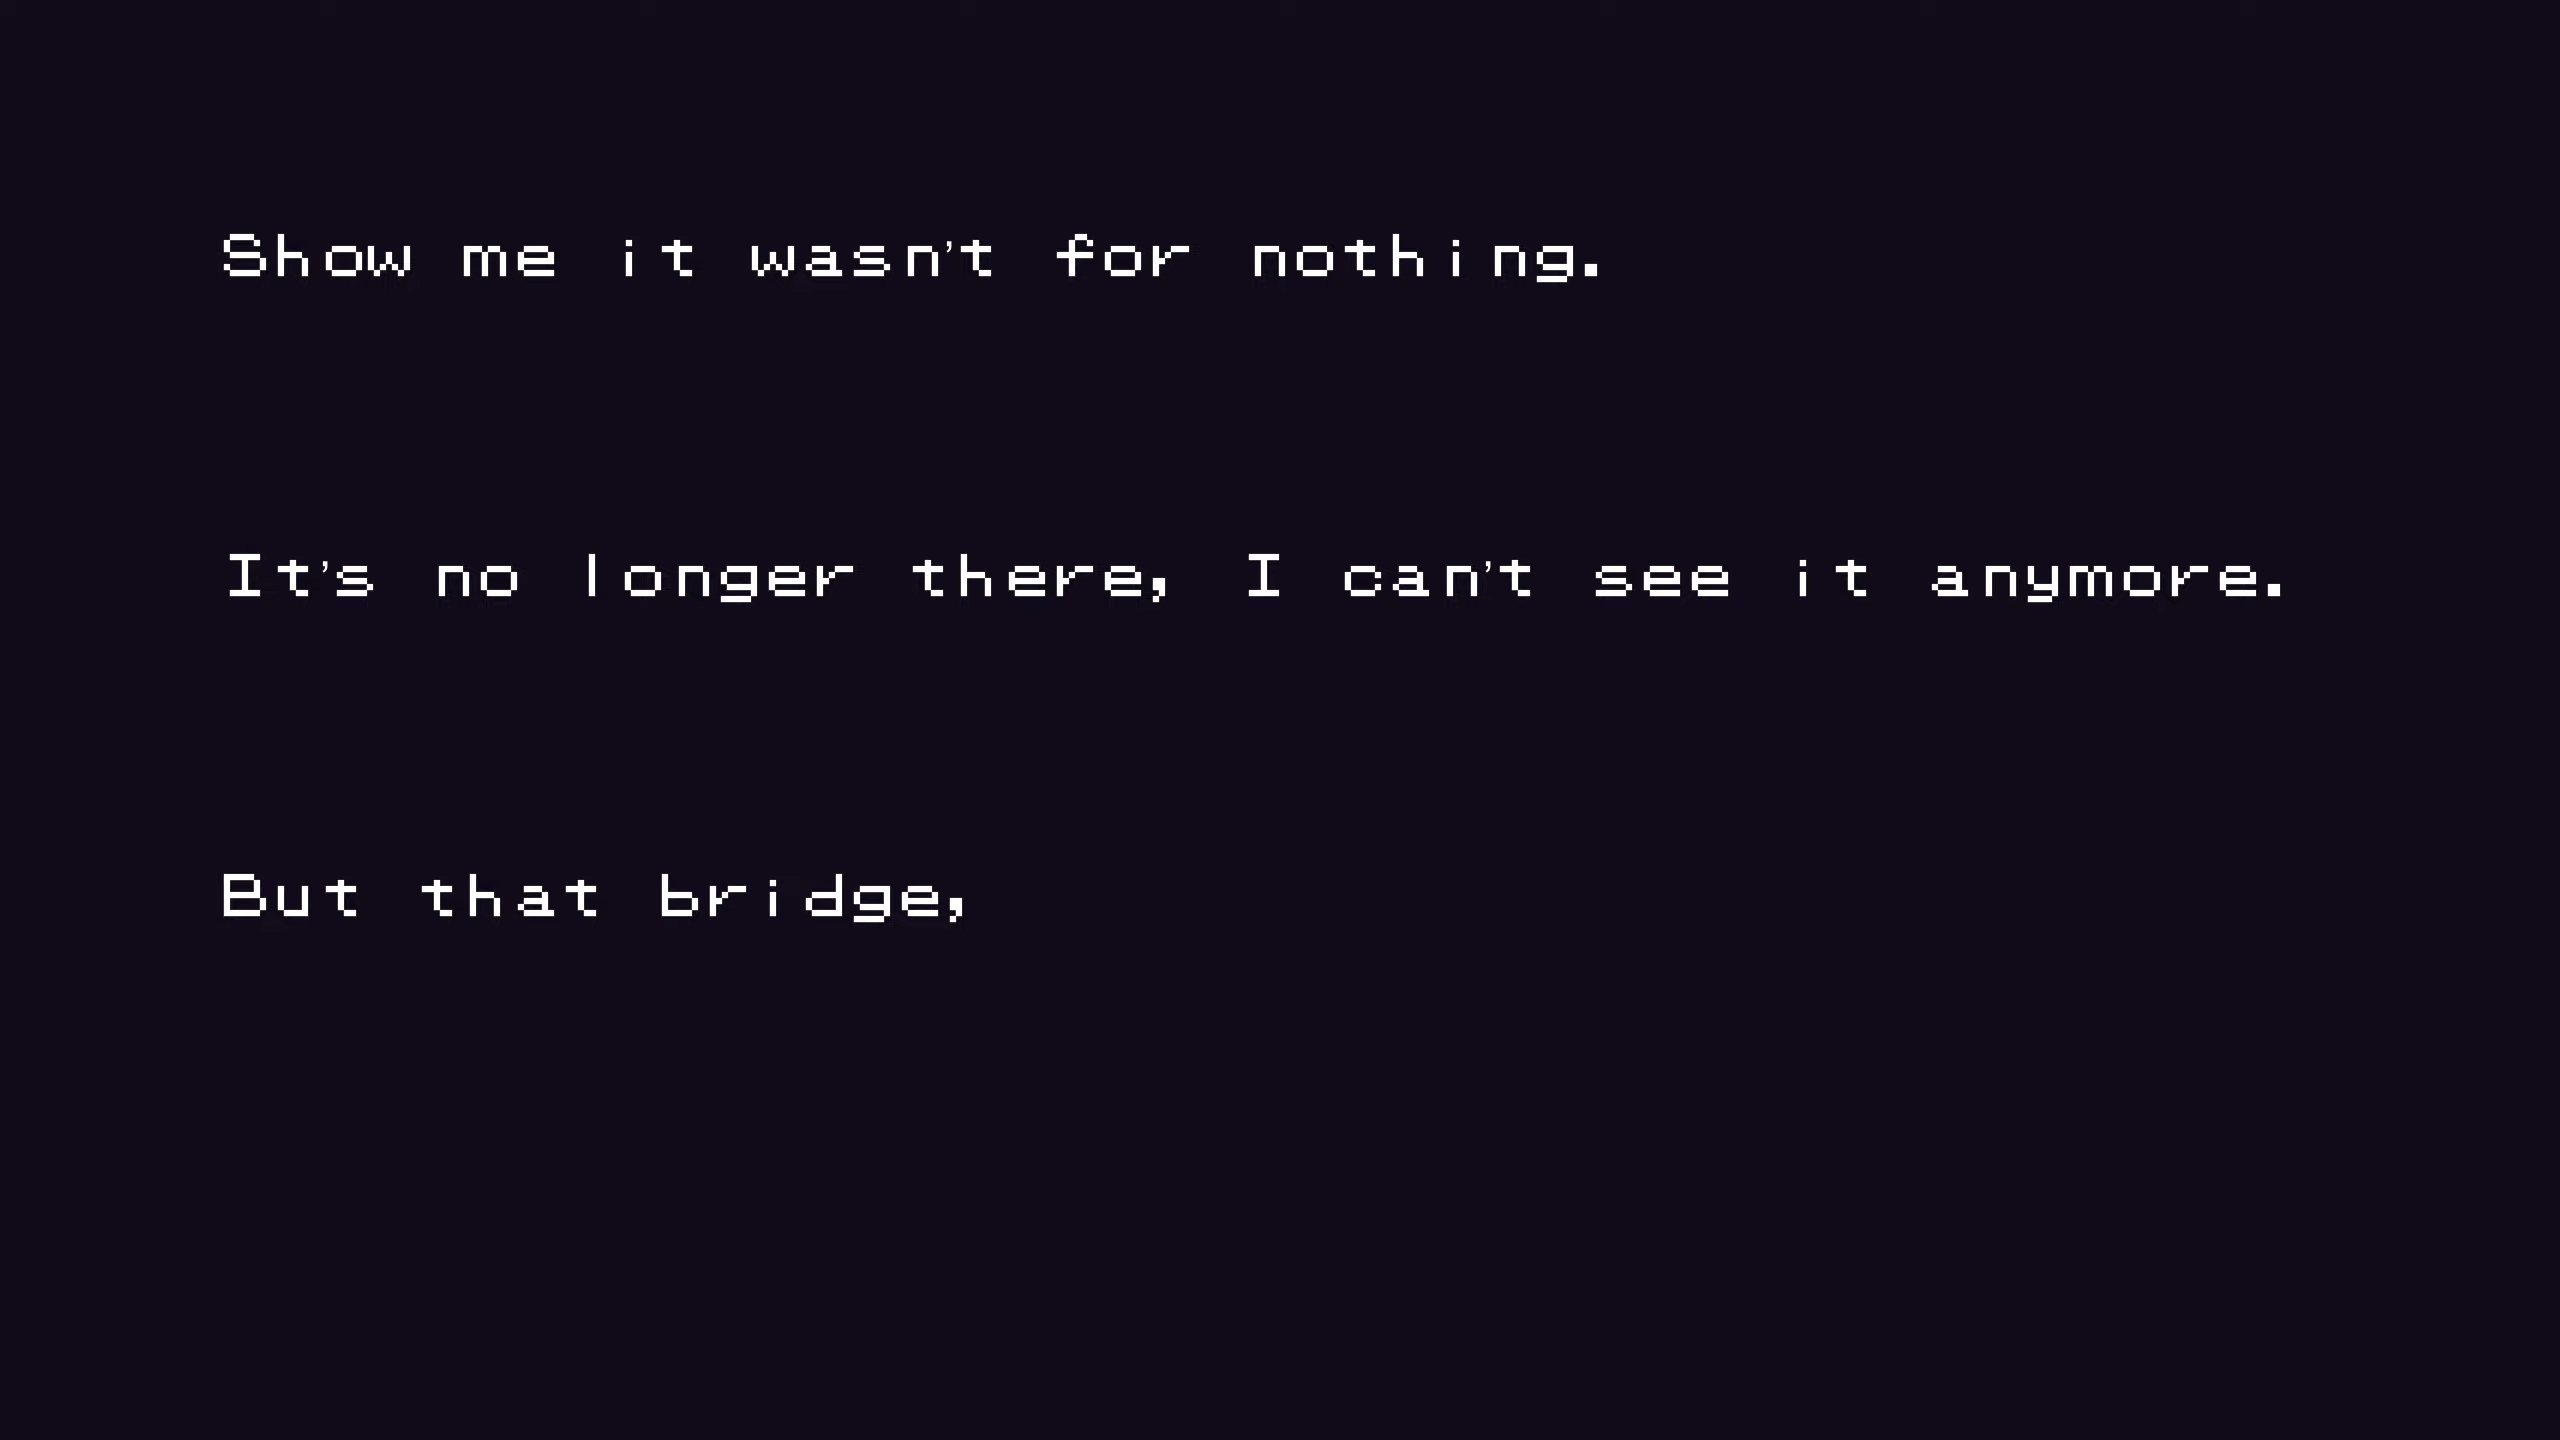 Show me it wasn't for nothing.
It's no longer there, I can't see it anymore.
But that bridge,